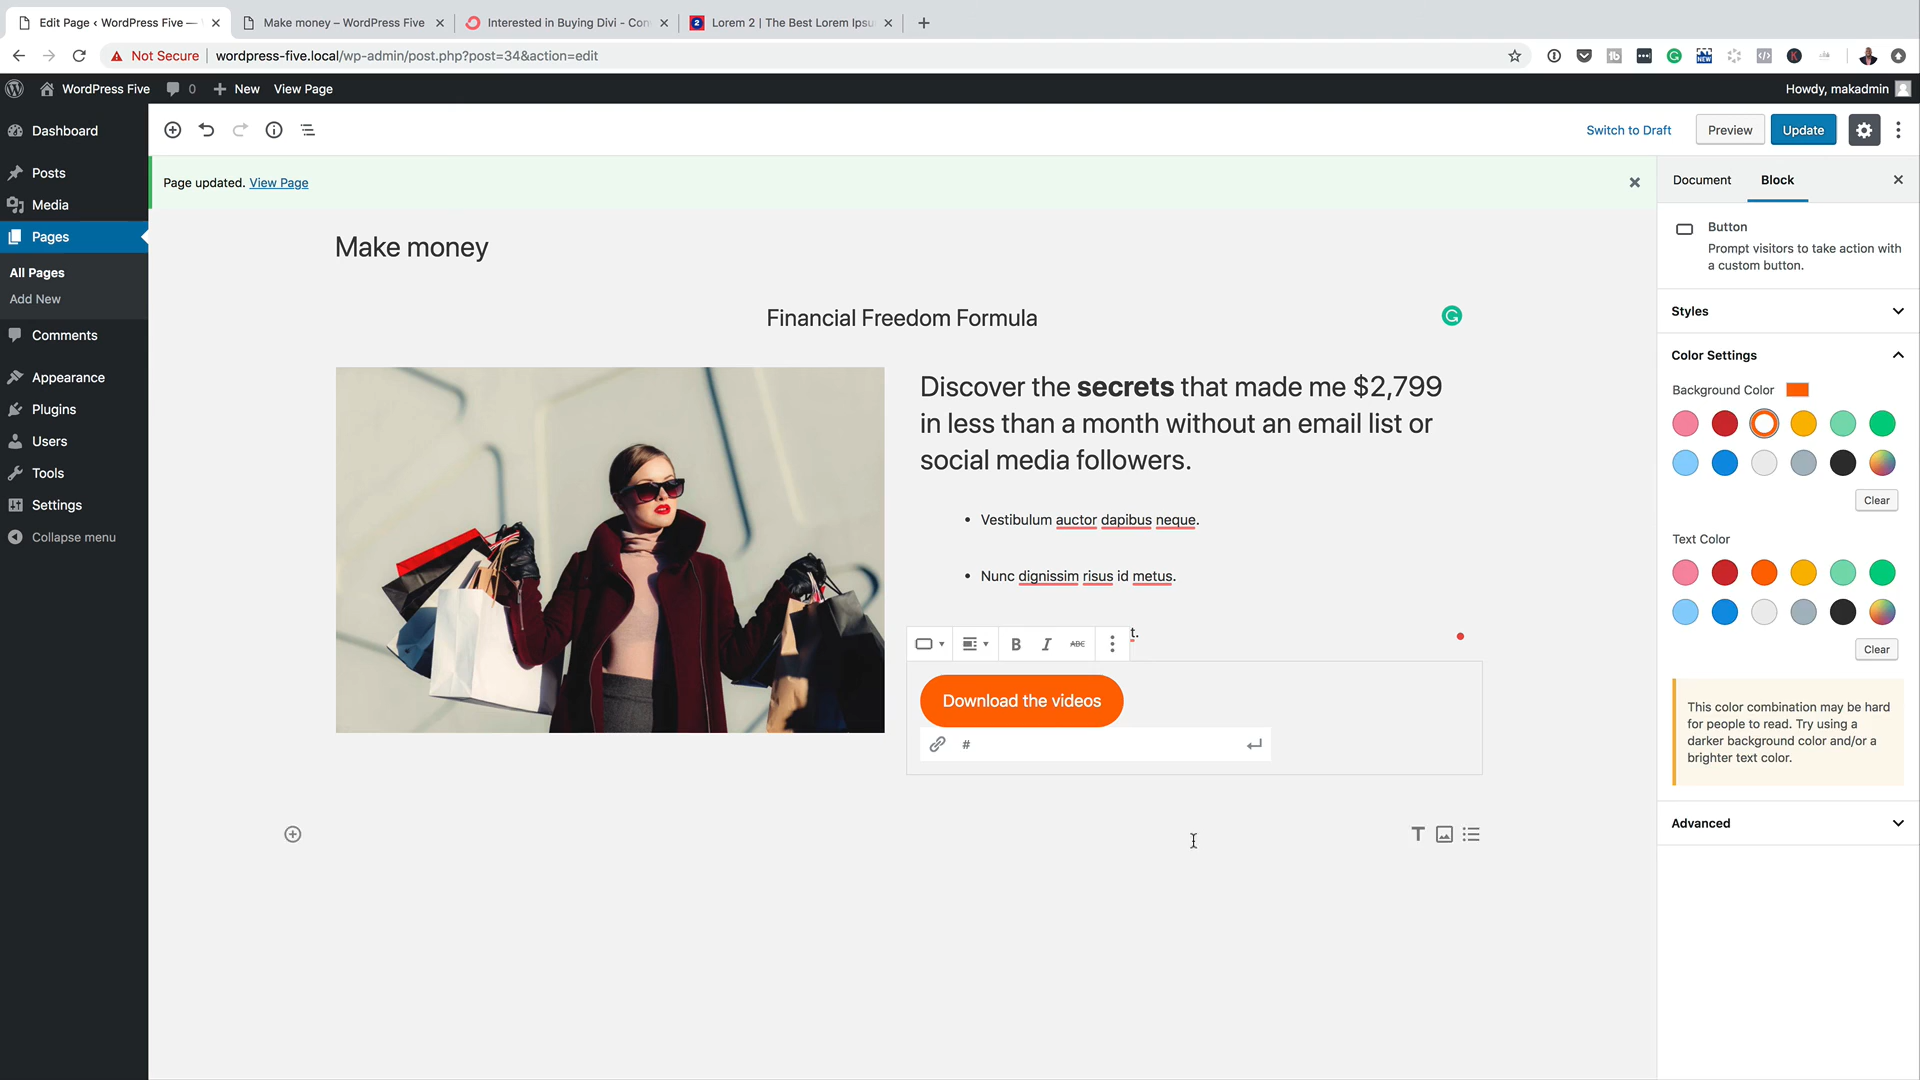 Edit Page ‹ WordPress Five —
Make money – WordPress Five
Interested in Buying Divi - Con
Lorem 2 | The Best Lorem Ipsu
Not Secure
wordpress-five.local/wp-admin/post.php?post=34&action=edit
WordPress Five
0
New
View Page
Howdy, makadmin
Dashboard
Posts
Media
Pages
All Pages
Add New
Comments
Appearance
Plugins
Users
Tools
Settings
Collapse menu
Switch to Draft
Preview
Update
Page updated. View Page
Make money
Financial Freedom Formula
Discover the secrets that made me $2,799
in less than a month without an email list or
social media followers.
• Vestibulum auctor dapibus neque.
• Nunc dignissim risus id metus.
t.
B
I
ABC
Download the videos
#
Document
Block
Button
Prompt visitors to take action with
a custom button.
Styles
Color Settings
Background Color
Clear
Text Color
Clear
This color combination may be hard
for people to read. Try using a
darker background color and/or a
brighter text color.
Advanced